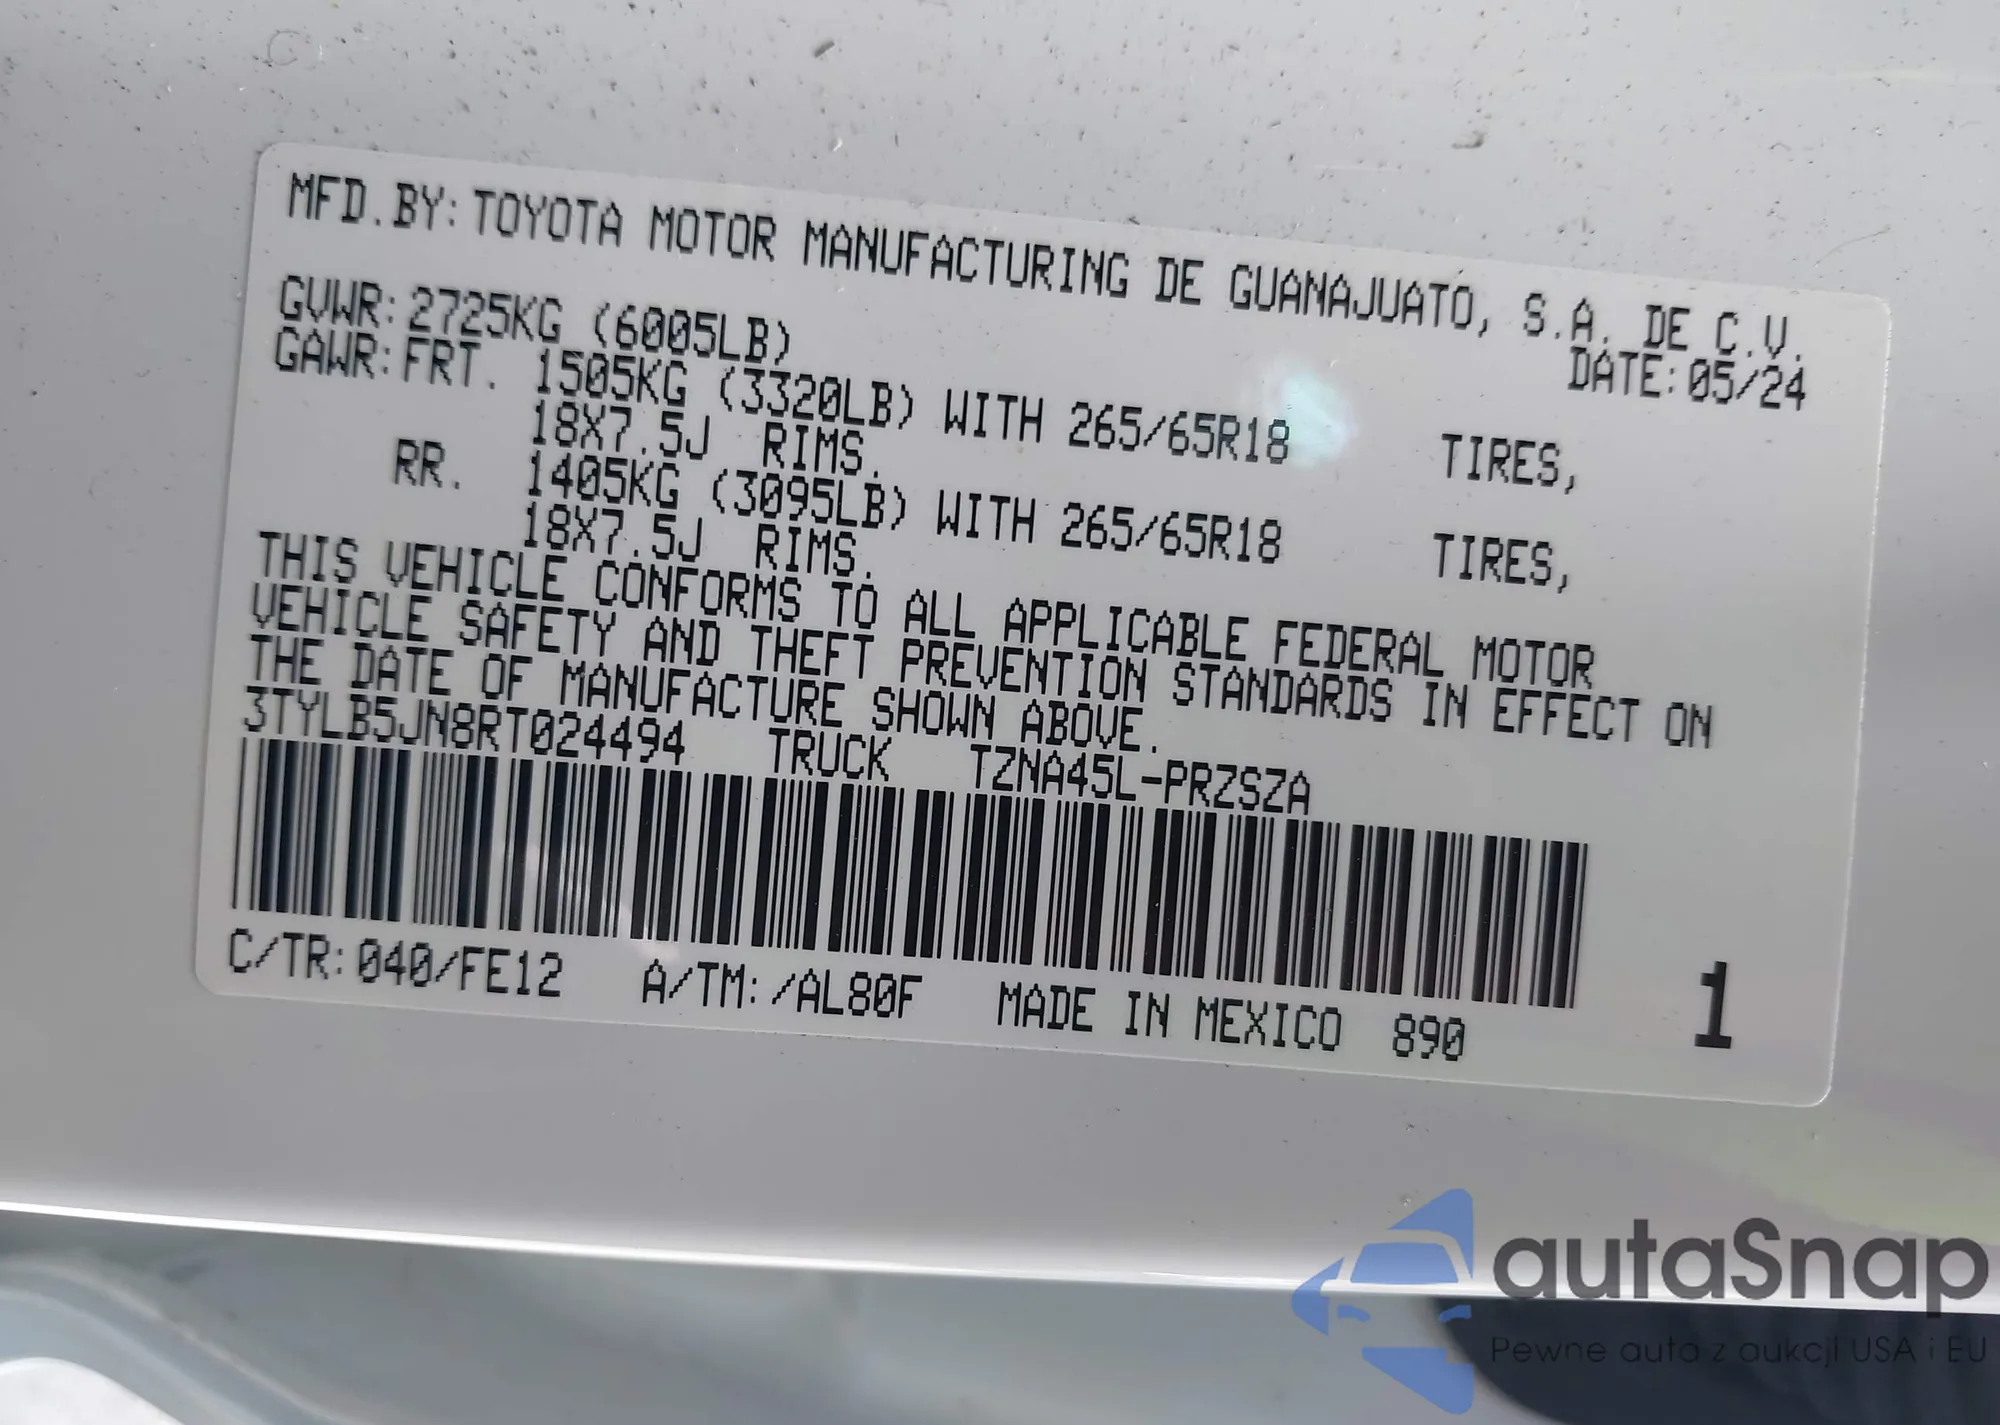 MFD.BY:TOYOTA MOTOR MANUFACTURING DE GUANAJUATO, S.A. DE C.V.
DATE:05/24
GVWR:2725KG (6005LB)
GAWR:FRT. 1505KG (3320LB) WITH 265/65R18 TIRES,
18X7.5J RIMS.
RR. 1405KG (3095LB) WITH 265/65R18 TIRES,
18X7.5J RIMS.
THIS VEHICLE CONFORMS TO ALL APPLICABLE FEDERAL MOTOR
VEHICLE SAFETY AND THEFT PREVENTION STANDARDS IN EFFECT ON
THE DATE OF MANUFACTURE SHOWN ABOVE.
3TYLB5JN8RT024494 TRUCK TZNA45L-PRZSZA
C/TR:040/FE12 A/TM:/AL80F MADE IN MEXICO 890
1
autaSnap
Pewne auta z aukcji USA i EU